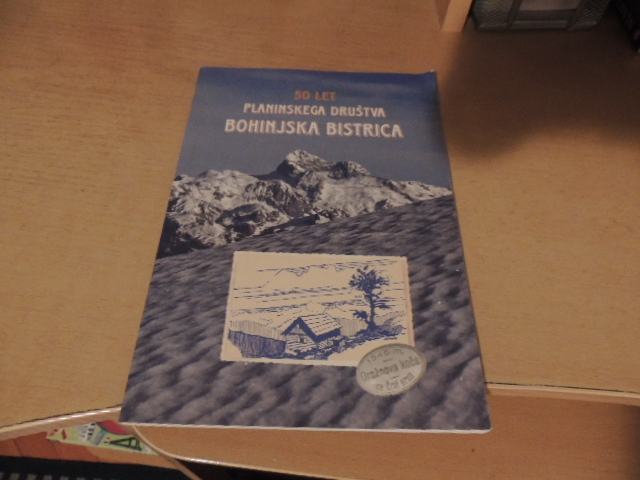 50 LET
PLANINSKEGA DRUŠTVA
BOHINJSKA BISTRICA
Orožnova koča